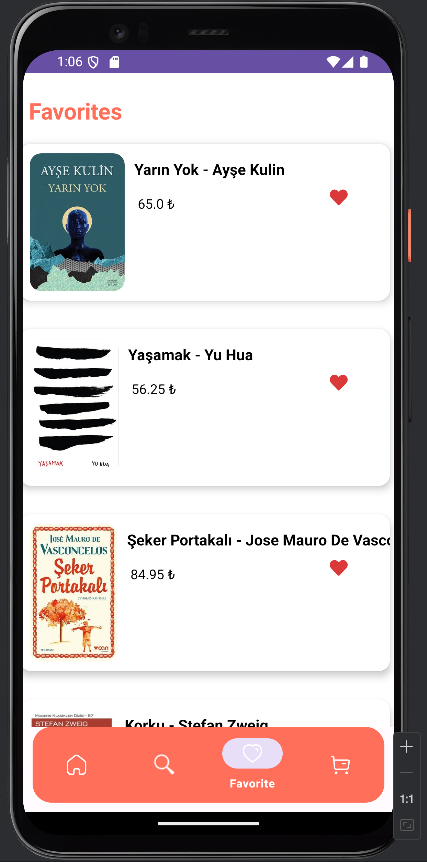 1:06
Favorites
AYŞE KULİN
YARIN YOK
Yarın Yok - Ayşe Kulin
65.0 ₺
Yaşamak - Yu Hua
56.25 ₺
YAŞAMAK
YU HUA
JOSÉ MAURO DE
VASCONCELOS
Şeker
Portakalı
Şeker Portakalı - Jose Mauro De Vasco
84.95 ₺
STEFAN ZWEIG
Korku - Stefan Zweig
Favorite
1:1